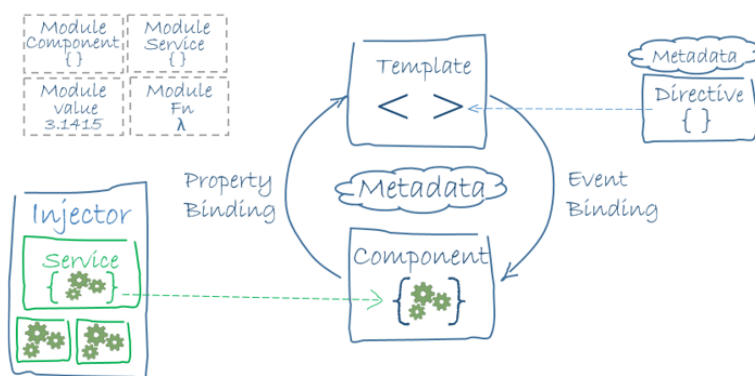 Module
Component
{ }
Module
Service
{ }
Module
value
3.1415
Module
Fn
λ
Template
< >
Metadata
Directive
{ }
Property
Binding
Metadata
Event
Binding
Injector
Service
{ }
Component
{ }